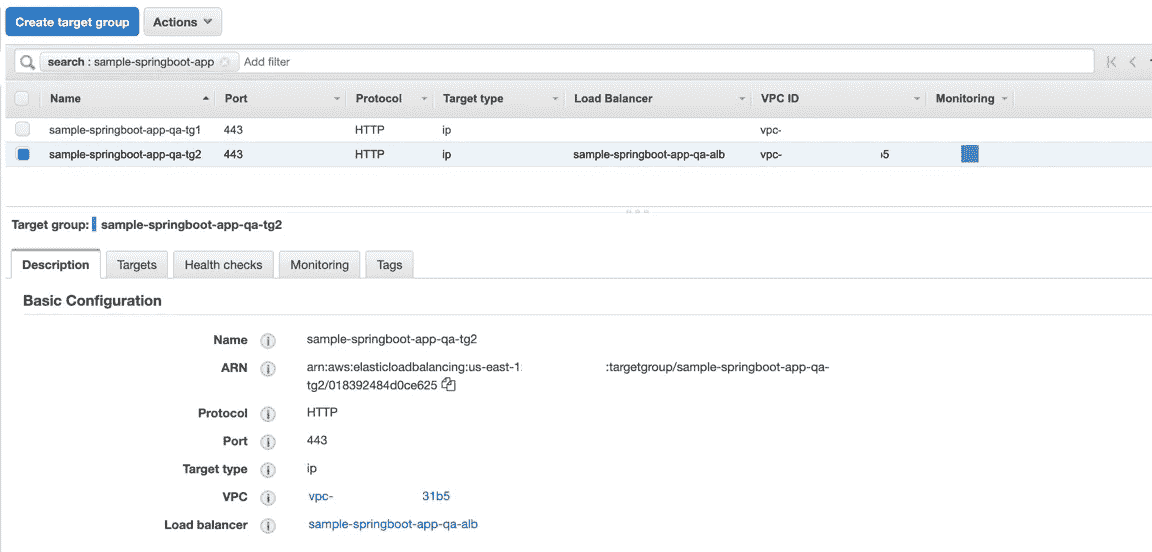 Create target group Actions
search : sample-springboot-app Add filter
Name Port Protocol Target type Load Balancer VPC ID Monitoring
sample-springboot-app-qa-tg1 443 HTTP ip vpc-
sample-springboot-app-qa-tg2 443 HTTP ip sample-springboot-app-qa-alb vpc- b5
Target group: sample-springboot-app-qa-tg2
Description Targets Health checks Monitoring Tags
Basic Configuration
Name sample-springboot-app-qa-tg2
ARN arn:aws:elasticloadbalancing:us-east-1: :targetgroup/sample-springboot-app-qa-
tg2/018392484d0ce625
Protocol HTTP
Port 443
Target type ip
VPC vpc- 31b5
Load balancer sample-springboot-app-qa-alb